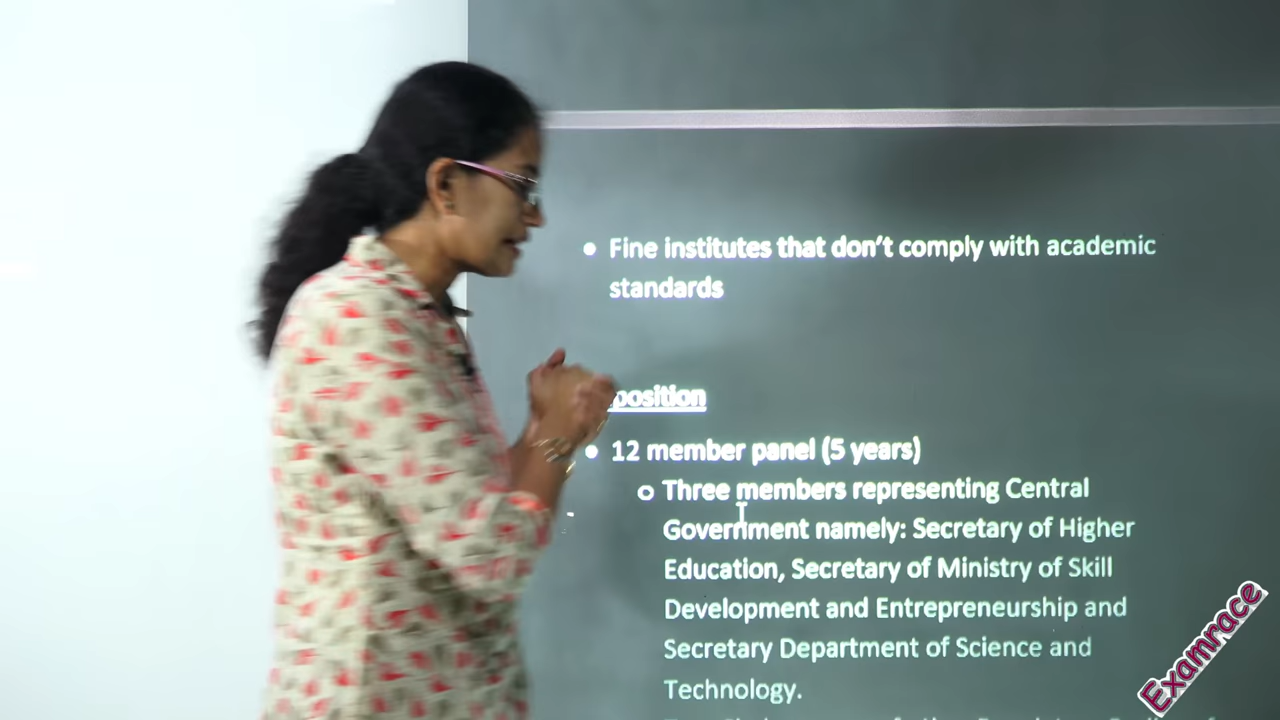 • Fine institutes that don't comply with academic
standards
position
• 12 member panel (5 years)
o Three members representing Central
Government namely: Secretary of Higher
Education, Secretary of Ministry of Skill
Development and Entrepreneurship and
Secretary Department of Science and
Technology.
Examrace